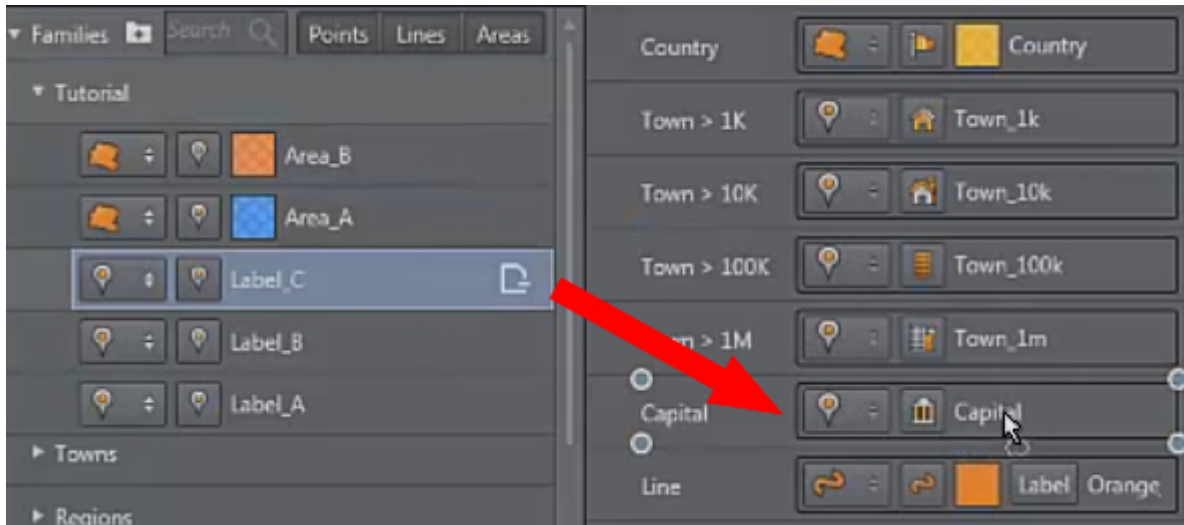 Families Search Points Lines Areas
Tutorial
Area_B
Area_A
Label_C
Label_B
Label_A
Towns
Regions
Country Country
Town > 1K Town_1k
Town > 10K Town_10k
Town > 100K Town_100k
> 1M Town_1m
Capital Capital
Line Label Orange